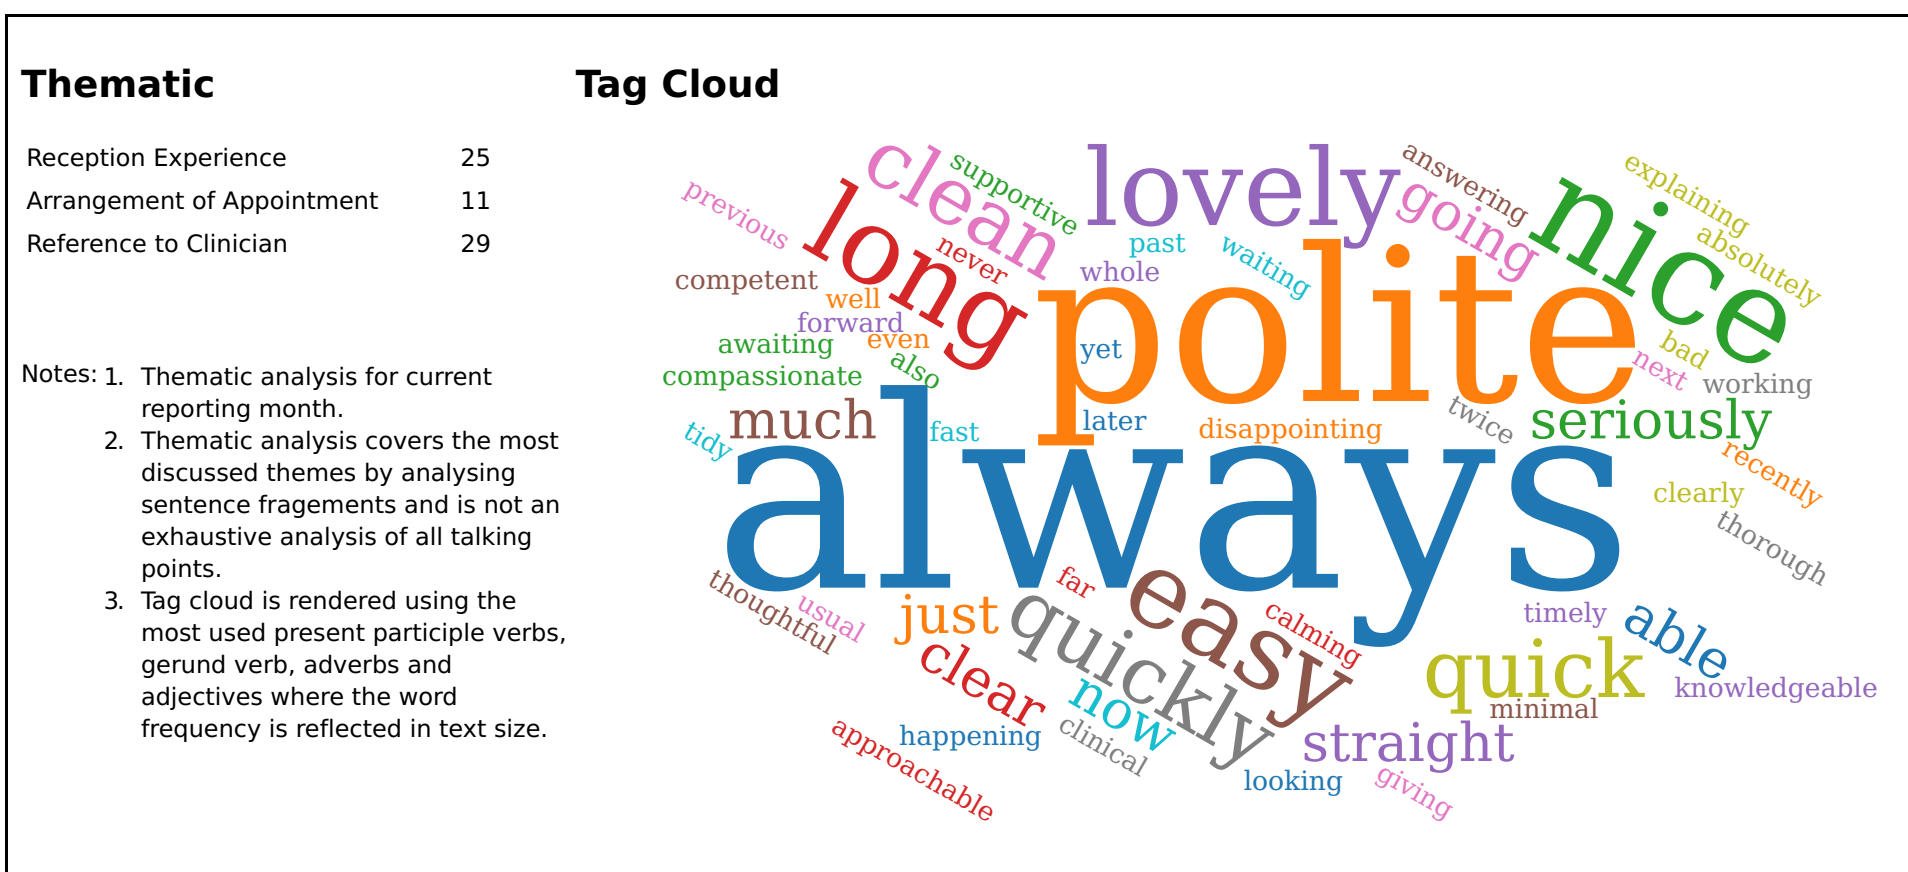 Thematic
Reception Experience 25
Arrangement of Appointment 11
Reference to Clinician 29
Notes: 1. Thematic analysis for current
reporting month.
2. Thematic analysis covers the most
discussed themes by analysing
sentence fragements and is not an
exhaustive analysis of all talking
points.
3. Tag cloud is rendered using the
most used present participle verbs,
gerund verb, adverbs and
adjectives where the word
frequency is reflected in text size.
Tag Cloud
clean
supportive
lovely
answering
going
nice
explaining
absolutely
previous
long
never
past
whole
waiting
competent
well
forward
even
awaiting
also
compassionate
polite
yet
bad
next
working
much
tidy
fast
later
disappointing
twice
seriously
recently
clearly
thorough
always
thoughtful
usual
just
quickly
far
easy
calming
timely
able
clear
now
quick
knowledgeable
minimal
straight
happening
clinical
approachable
looking
giving